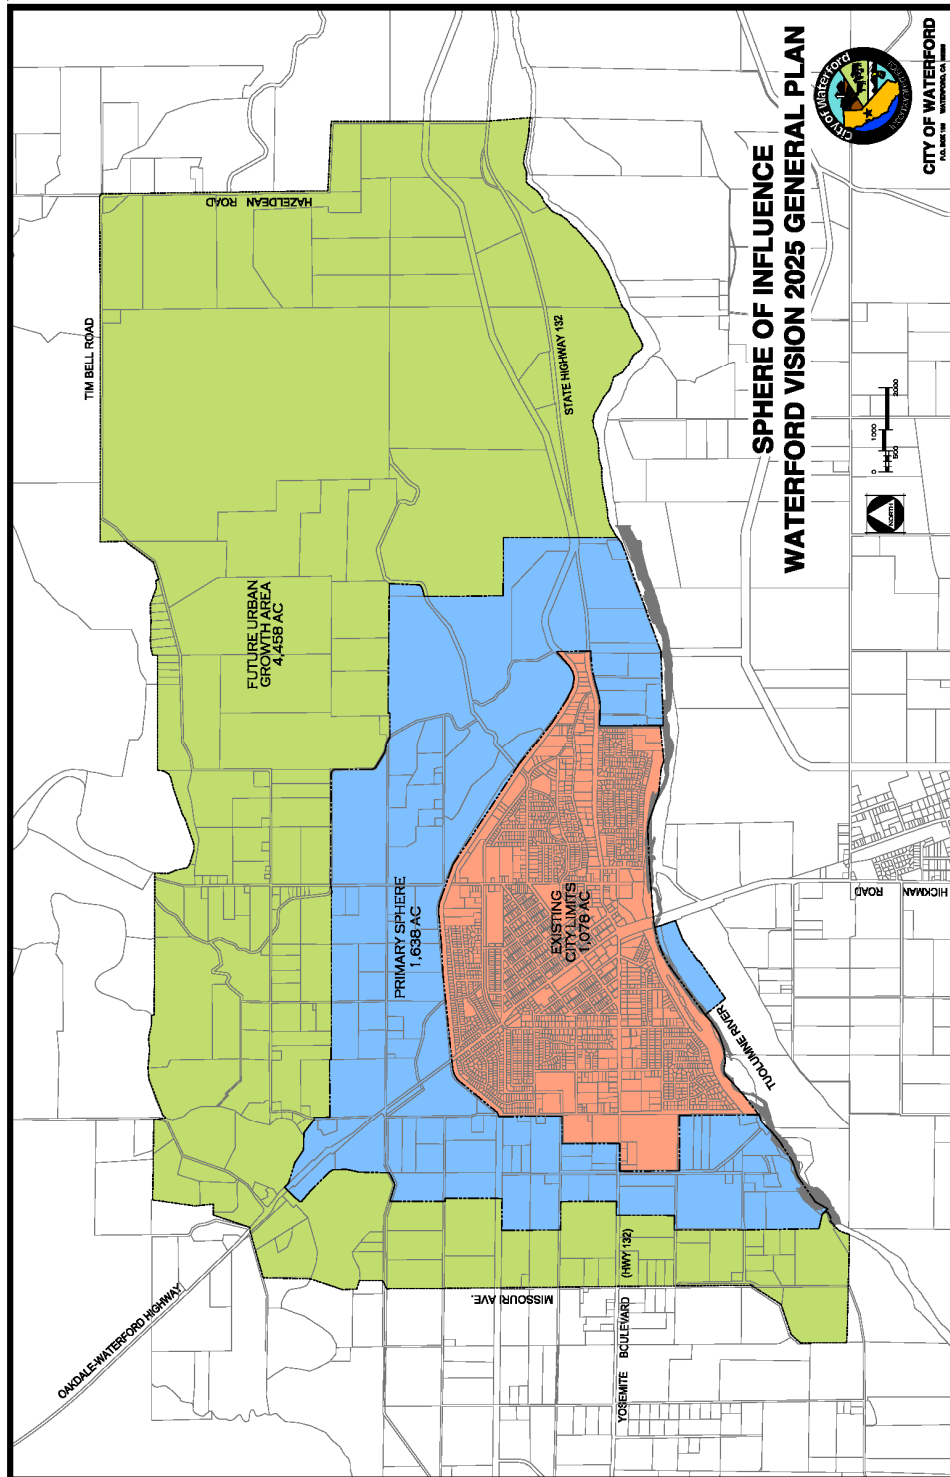 SPHERE OF INFLUENCE
WATERFORD VISION 2025 GENERAL PLAN
City of Waterford
CITY OF WATERFORD
TIM BELL ROAD
HAZELDEAN ROAD
STATE HIGHWAY 132
FUTURE URBAN
GROWTH AREA
4,458 AC
PRIMARY SPHERE
1,638 AC
EXISTING
CITY LIMITS
1,078 AC
TUOLUMNE RIVER
HICKMAN ROAD
OAKDALE-WATERFORD HIGHWAY
MISSOURI AVE.
YOSEMITE BOULEVARD (HWY 132)
NORTH
0 500 1000 2000